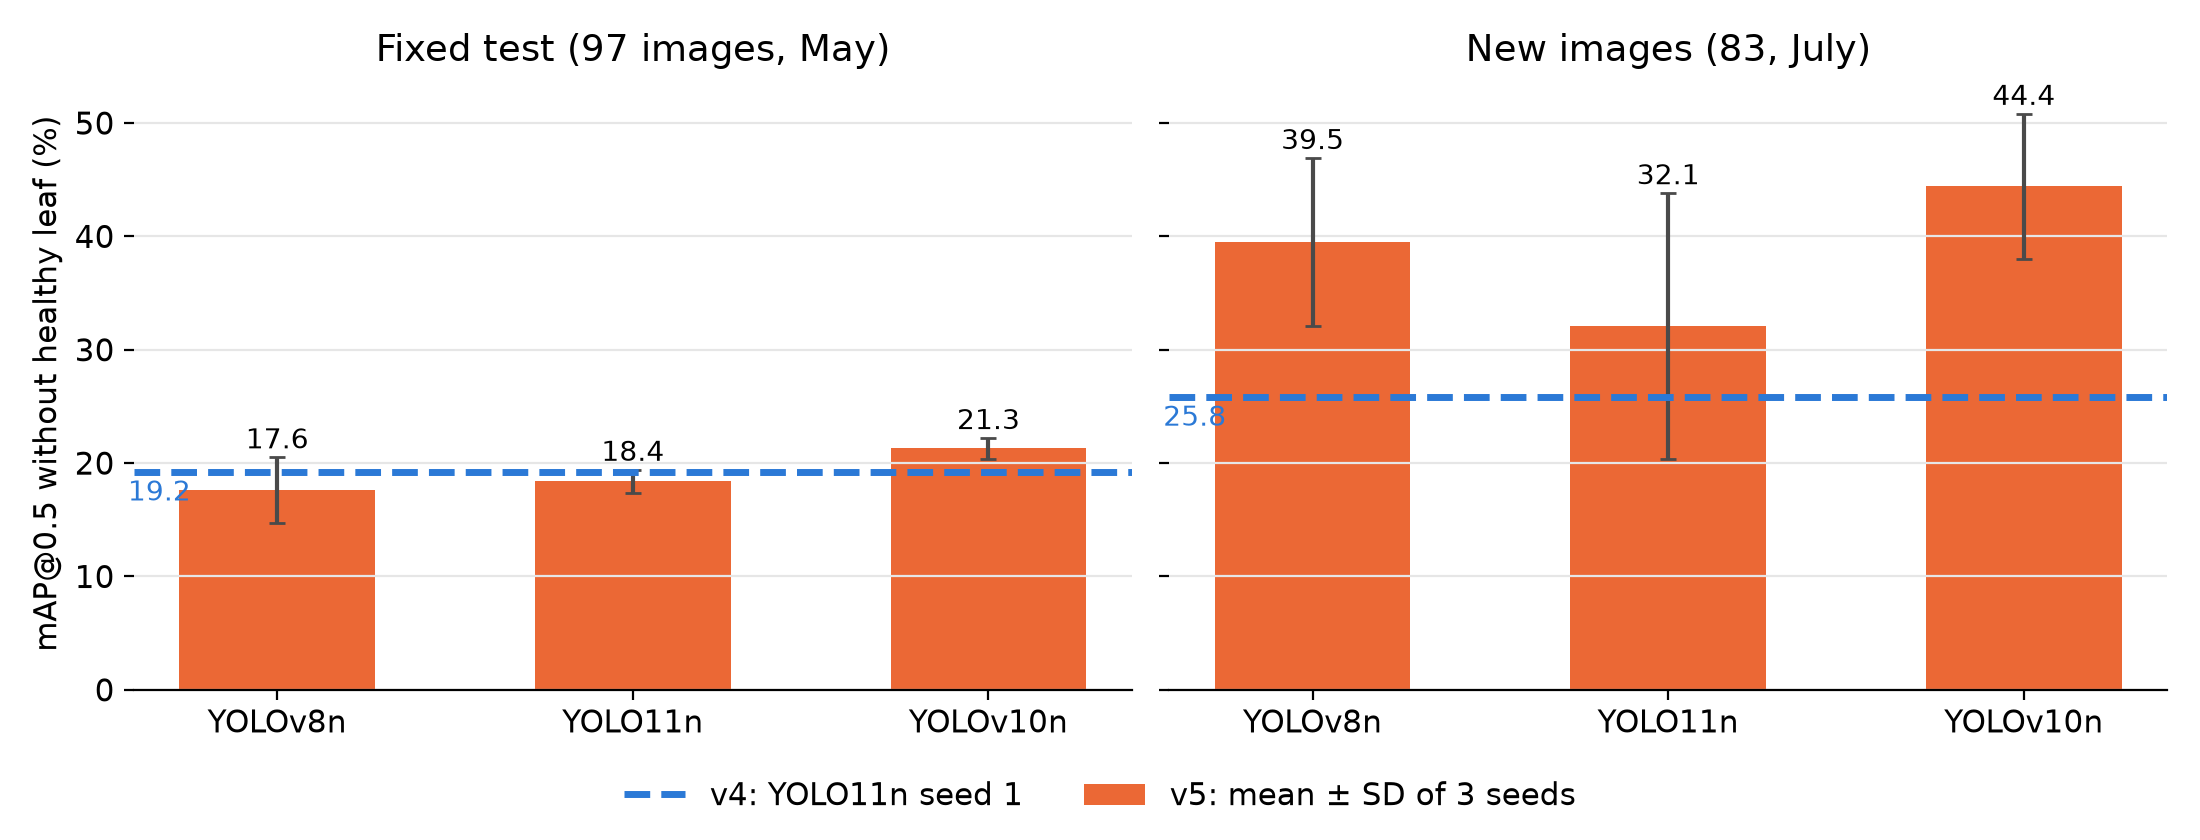 Fixed test (97 images, May)
New images (83, July)
mAP@0.5 without healthy leaf (%)
50
40
30
20
10
0
17.6
18.4
21.3
19.2
39.5
32.1
44.4
25.8
YOLOv8n
YOLO11n
YOLOv10n
YOLOv8n
YOLO11n
YOLOv10n
v4: YOLO11n seed 1
v5: mean ± SD of 3 seeds